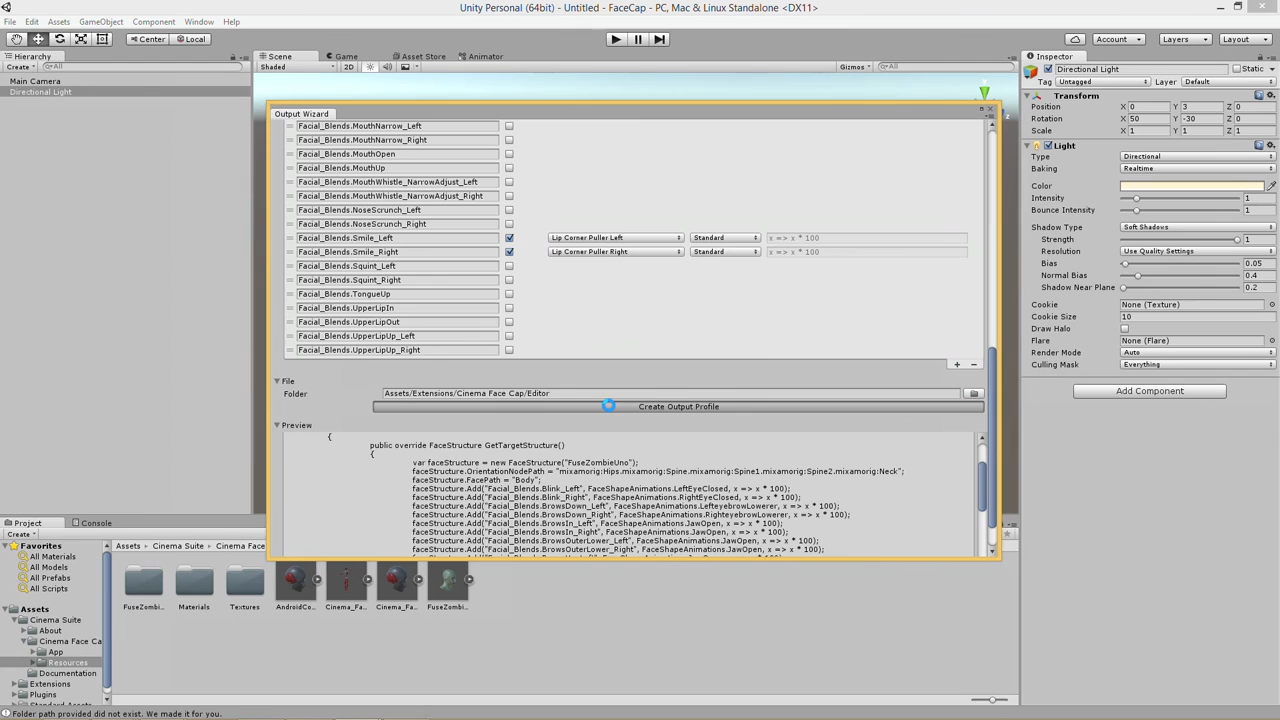 Unity Personal (64bit) - Untitled - FaceCap - PC, Mac & Linux Standalone <DX11>
File Edit Assets GameObject Component Window Help
Center Local Account Layers Layout
Hierarchy Scene Game Asset Store Animator Inspector
Create All Shaded 2D Gizmos All Directional Light Static
Main Camera Tag Untagged Layer Default
Directional Light
Transform
Position X 0 Y 3 Z 0
Rotation X 50 Y -30 Z 0
Scale X 1 Y 1 Z 1
Light
Type Directional
Baking Realtime
Color
Intensity 1
Bounce Intensity 1
Shadow Type Soft Shadows
Strength 1
Resolution Use Quality Settings
Bias 0.05
Normal Bias 0.4
Shadow Near Plane 0.2
Cookie None (Texture)
Cookie Size 10
Draw Halo
Flare None (Flare)
Render Mode Auto
Culling Mask Everything
Add Component
Output Wizard
Facial_Blends.MouthNarrow_Left
Facial_Blends.MouthNarrow_Right
Facial_Blends.MouthOpen
Facial_Blends.MouthUp
Facial_Blends.MouthWhistle_NarrowAdjust_Left
Facial_Blends.MouthWhistle_NarrowAdjust_Right
Facial_Blends.NoseScrunch_Left
Facial_Blends.NoseScrunch_Right
Facial_Blends.Smile_Left Lip Corner Puller Left Standard x => x * 100
Facial_Blends.Smile_Right Lip Corner Puller Right Standard x => x * 100
Facial_Blends.Squint_Left
Facial_Blends.Squint_Right
Facial_Blends.TongueUp
Facial_Blends.UpperLipIn
Facial_Blends.UpperLipOut
Facial_Blends.UpperLipUp_Left
Facial_Blends.UpperLipUp_Right
+ −
File
Folder Assets/Extensions/Cinema Face Cap/Editor
Create Output Profile
Preview
{
public override FaceStructure GetTargetStructure()
{
var faceStructure = new FaceStructure("FuseZombieUno");
faceStructure.OrientationNodePath = "mixamorig:Hips.mixamorig:Spine.mixamorig:Spine1.mixamorig:Spine2.mixamorig:Neck";
faceStructure.FacePath = "Body";
faceStructure.Add("Facial_Blends.Blink_Left", FaceShapeAnimations.LeftEyeClosed, x => x * 100);
faceStructure.Add("Facial_Blends.Blink_Right", FaceShapeAnimations.RightEyeClosed, x => x * 100);
faceStructure.Add("Facial_Blends.BrowsDown_Left", FaceShapeAnimations.LefteyebrowLowerer, x => x * 100);
faceStructure.Add("Facial_Blends.BrowsDown_Right", FaceShapeAnimations.RighteyebrowLowerer, x => x * 100);
faceStructure.Add("Facial_Blends.BrowsIn_Left", FaceShapeAnimations.JawOpen, x => x * 100);
faceStructure.Add("Facial_Blends.BrowsIn_Right", FaceShapeAnimations.JawOpen, x => x * 100);
faceStructure.Add("Facial_Blends.BrowsOuterLower_Left", FaceShapeAnimations.JawOpen, x => x * 100);
faceStructure.Add("Facial_Blends.BrowsOuterLower_Right", FaceShapeAnimations.JawOpen, x => x * 100);
Project Console
Create
Favorites
All Materials
All Models
All Prefabs
All Scripts
Assets
Cinema Suite
About
Cinema Face Ca
App
Resources
Documentation
Extensions
Plugins
Assets Cinema Suite Cinema Face
FuseZombi... Materials Textures AndroidCo... Cinema_Fa... Cinema_Fa... FuseZombi...
Folder path provided did not exist. We made it for you.